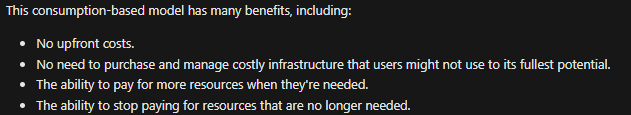 This consumption-based model has many benefits, including:
• No upfront costs.
• No need to purchase and manage costly infrastructure that users might not use to its fullest potential.
• The ability to pay for more resources when they're needed.
• The ability to stop paying for resources that are no longer needed.